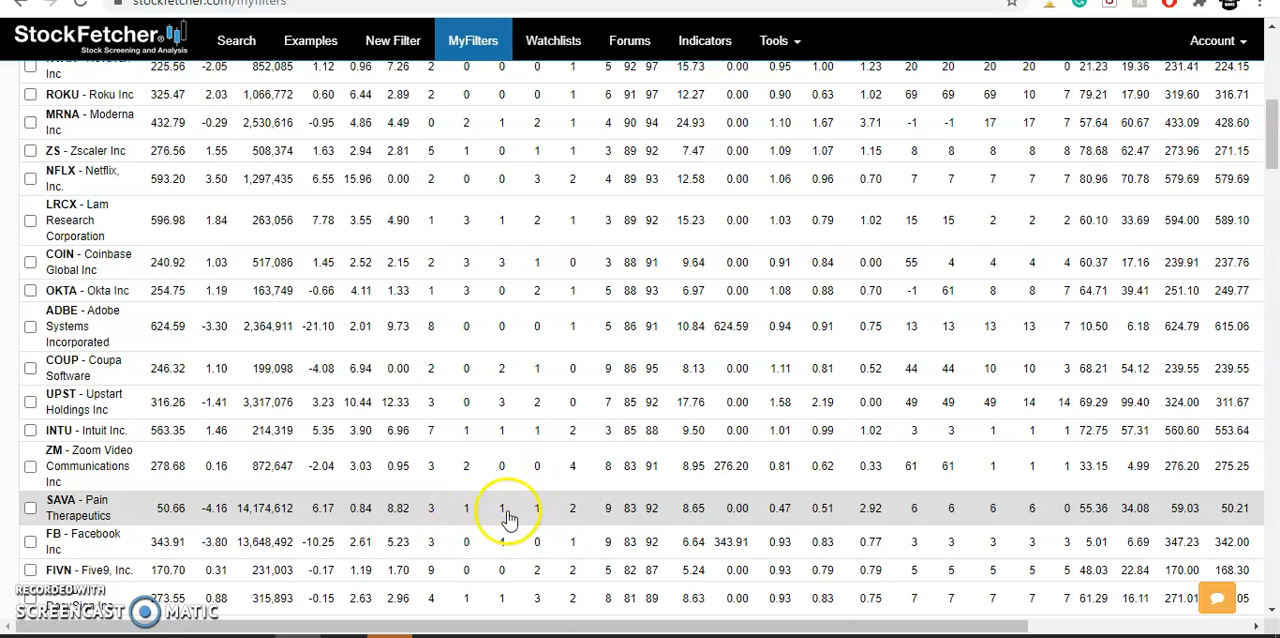 stockfetcher.com/myfilters
StockFetcher
Stock Screening and Analysis
Search Examples New Filter MyFilters Watchlists Forums Indicators Tools Account
Inc 225.56 -2.05 852,085 1.12 0.96 7.26 2 0 0 0 1 5 92 97 15.73 0.00 0.95 1.00 1.23 20 20 20 20 0 21.23 19.36 231.41 224.15
ROKU - Roku Inc 325.47 2.03 1,066,772 0.60 6.44 2.89 2 0 0 0 1 6 91 97 12.27 0.00 0.90 0.63 1.02 69 69 69 10 7 79.21 17.90 319.60 316.71
MRNA - Moderna
Inc 432.79 -0.29 2,530,616 -0.95 4.86 4.49 0 2 1 2 1 4 90 94 24.93 0.00 1.10 1.67 3.71 -1 -1 17 17 7 57.64 60.67 433.09 428.60
ZS - Zscaler Inc 276.56 1.55 508,374 1.63 2.94 2.81 5 1 0 1 1 3 89 92 7.47 0.00 1.09 1.07 1.15 8 8 8 8 7 78.68 62.47 273.96 271.15
NFLX - Netflix,
Inc. 593.20 3.50 1,297,435 6.55 15.96 0.00 2 0 0 3 2 4 89 93 12.58 0.00 1.06 0.96 0.70 7 7 7 7 7 80.96 70.78 579.69 579.69
LRCX - Lam
Research
Corporation 596.98 1.84 263,056 7.78 3.55 4.90 1 3 1 2 1 3 89 92 15.23 0.00 1.03 0.79 1.02 15 15 2 2 2 60.10 33.69 594.00 589.10
COIN - Coinbase
Global Inc 240.92 1.03 517,086 1.45 2.52 2.15 2 3 3 1 0 3 88 91 9.64 0.00 0.91 0.84 0.00 55 4 4 4 4 60.37 17.16 239.91 237.76
OKTA - Okta Inc 254.75 1.19 163,749 -0.66 4.11 1.33 1 3 0 2 1 5 88 93 6.97 0.00 1.08 0.88 0.70 -1 61 8 8 7 64.71 39.41 251.10 249.77
ADBE - Adobe
Systems
Incorporated 624.59 -3.30 2,364,911 -21.10 2.01 9.73 8 0 0 0 1 5 86 91 10.84 624.59 0.94 0.91 0.75 13 13 13 13 7 10.50 6.18 624.79 615.06
COUP - Coupa
Software 246.32 1.10 199,098 -4.08 6.94 0.00 2 0 2 1 0 9 86 95 8.13 0.00 1.11 0.81 0.52 44 44 10 10 3 68.21 54.12 239.55 239.55
UPST - Upstart
Holdings Inc 316.26 -1.41 3,317,076 3.23 10.44 12.33 3 0 3 2 0 7 85 92 17.76 0.00 1.58 2.19 0.00 49 49 49 14 14 69.29 99.40 324.00 311.67
INTU - Intuit Inc. 563.35 1.46 214,319 5.35 3.90 6.96 7 1 1 1 2 3 85 88 9.50 0.00 1.01 0.99 1.02 3 3 1 1 1 72.75 57.31 560.60 553.64
ZM - Zoom Video
Communications
Inc 278.68 0.16 872,647 -2.04 3.03 0.95 3 2 0 0 4 8 83 91 8.95 276.20 0.81 0.62 0.33 61 61 1 1 1 33.15 4.99 276.20 275.25
SAVA - Pain
Therapeutics 50.66 -4.16 14,174,612 6.17 0.84 8.82 3 1 1 1 2 9 83 92 8.65 0.00 0.47 0.51 2.92 6 6 6 6 0 55.36 34.08 59.03 50.21
FB - Facebook
Inc 343.91 -3.80 13,648,492 -10.25 2.61 5.23 3 0 4 0 1 9 83 92 6.64 343.91 0.93 0.83 0.77 3 3 3 3 3 5.01 6.69 347.23 342.00
FIVN - Five9, Inc. 170.70 0.31 231,003 -0.17 1.19 1.70 9 0 0 2 2 5 82 87 5.24 0.00 0.93 0.79 0.79 5 5 5 5 5 48.03 22.84 170.00 168.30
273.55 0.88 315,893 -0.15 2.63 2.96 4 1 1 3 2 8 81 89 8.63 0.00 0.93 0.83 0.75 7 7 7 7 7 61.29 16.11 271.01
RECORDED WITH
SCREENCAST MATIC